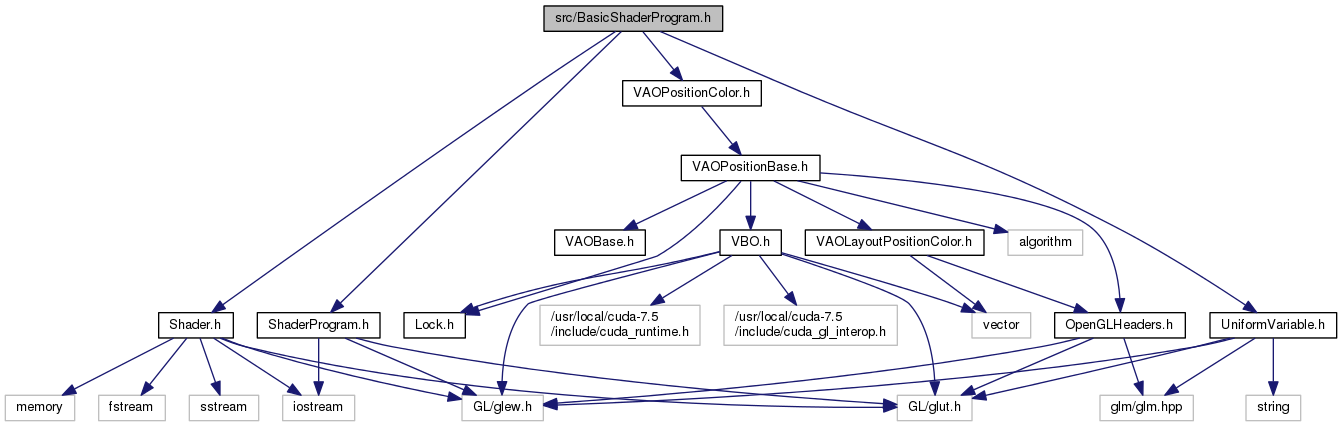 src/BasicShaderProgram.h
VAOPositionColor.h
VAOPositionBase.h
VAOBase.h
VBO.h
VAOLayoutPositionColor.h
algorithm
Shader.h
ShaderProgram.h
Lock.h
/usr/local/cuda-7.5
/include/cuda_runtime.h
/usr/local/cuda-7.5
/include/cuda_gl_interop.h
vector
OpenGLHeaders.h
UniformVariable.h
memory
fstream
sstream
iostream
GL/glew.h
GL/glut.h
glm/glm.hpp
string